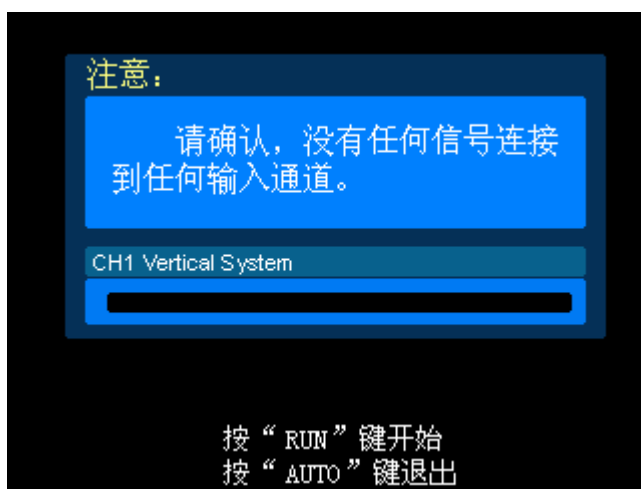 注意：
请确认，没有任何信号连接
到任何输入通道。
CH1 Vertical System
按“RUN”键开始
按“AUTO”键退出